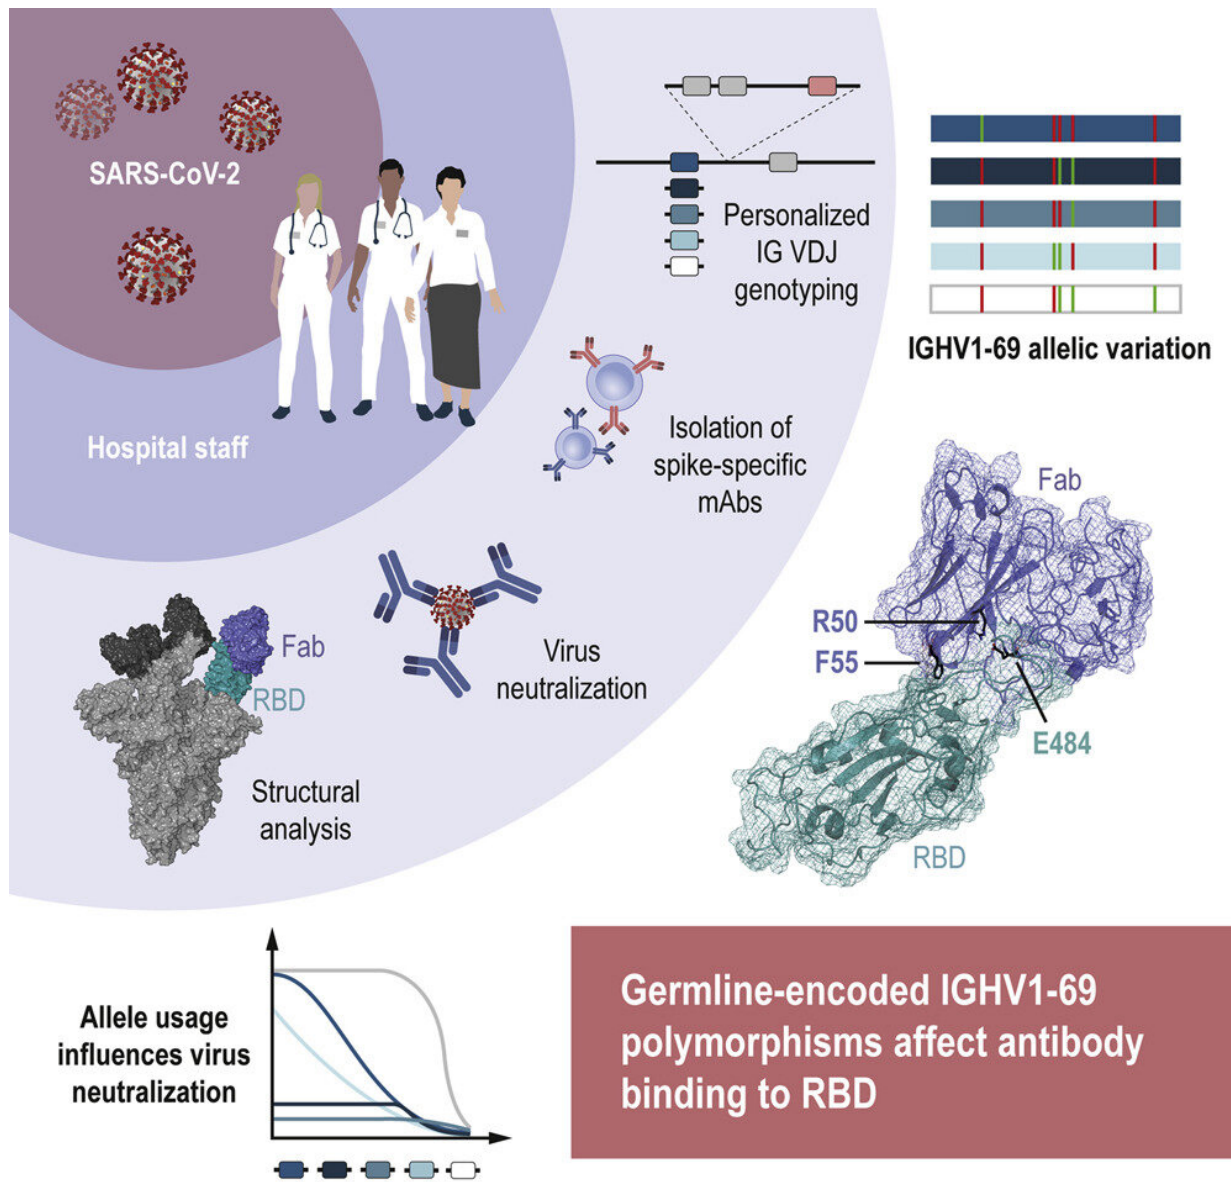 SARS-CoV-2
Hospital staff
Personalized
IG VDJ
genotyping
IGHV1-69 allelic variation
Isolation of
spike-specific
mAbs
Virus
neutralization
Fab
RBD
Structural
analysis
Fab
R50
F55
E484
RBD
Allele usage
influences virus
neutralization
Germline-encoded IGHV1-69
polymorphisms affect antibody
binding to RBD